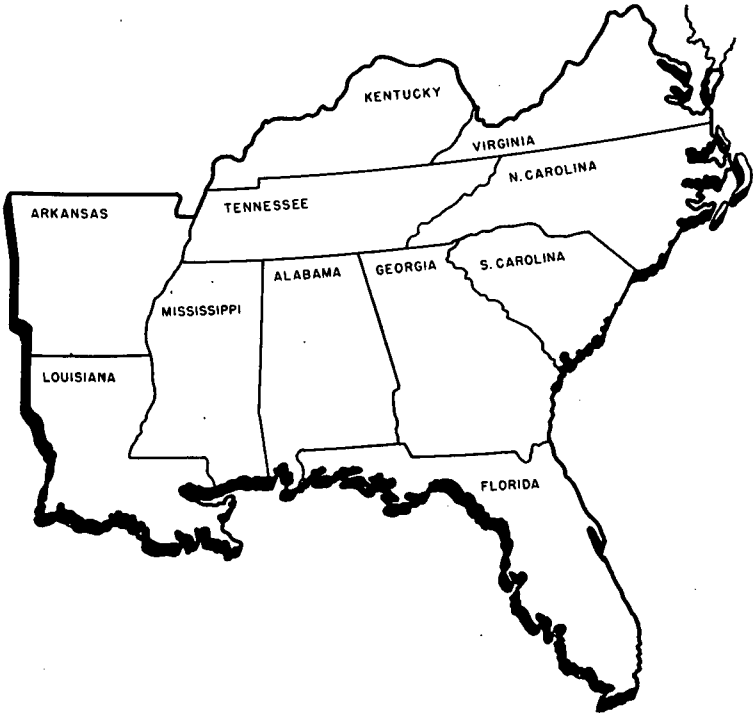 KENTUCKY
VIRGINIA
N. CAROLINA
TENNESSEE
ARKANSAS
S. CAROLINA
GEORGIA
ALABAMA
MISSISSIPPI
LOUISIANA
FLORIDA